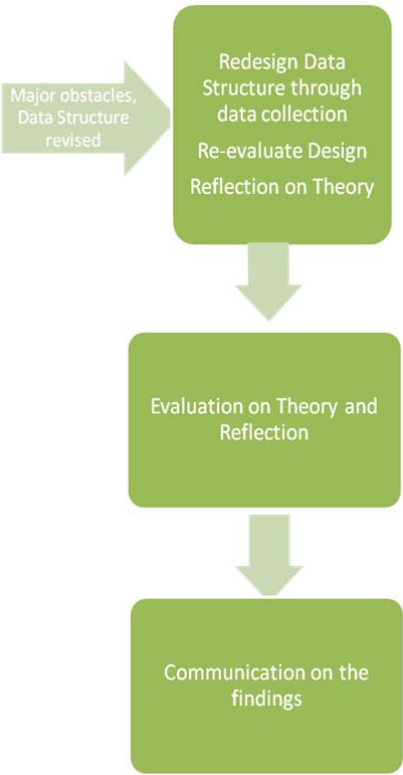 Major obstacles,
Data Structure
revised
Redesign Data
Structure through
data collection
Re-evaluate Design
Reflection on Theory
Evaluation on Theory and
Reflection
Communication on the
findings